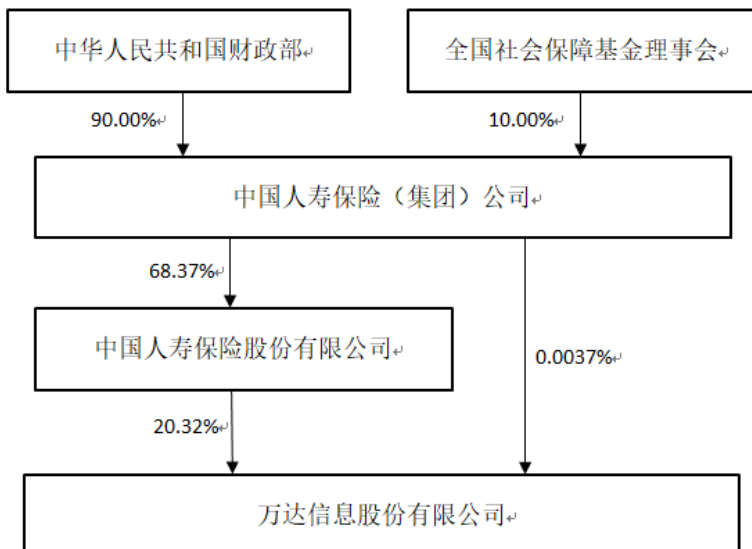 中华人民共和国财政部
全国社会保障基金理事会
90.00%
10.00%
中国人寿保险（集团）公司
68.37%
中国人寿保险股份有限公司
0.0037%
20.32%
万达信息股份有限公司